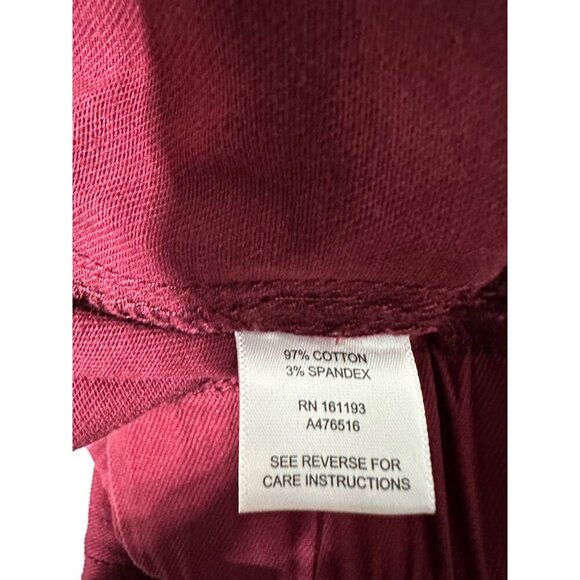 97% COTTON
3% SPANDEX
RN 161193
A476516
SEE REVERSE FOR
CARE INSTRUCTIONS